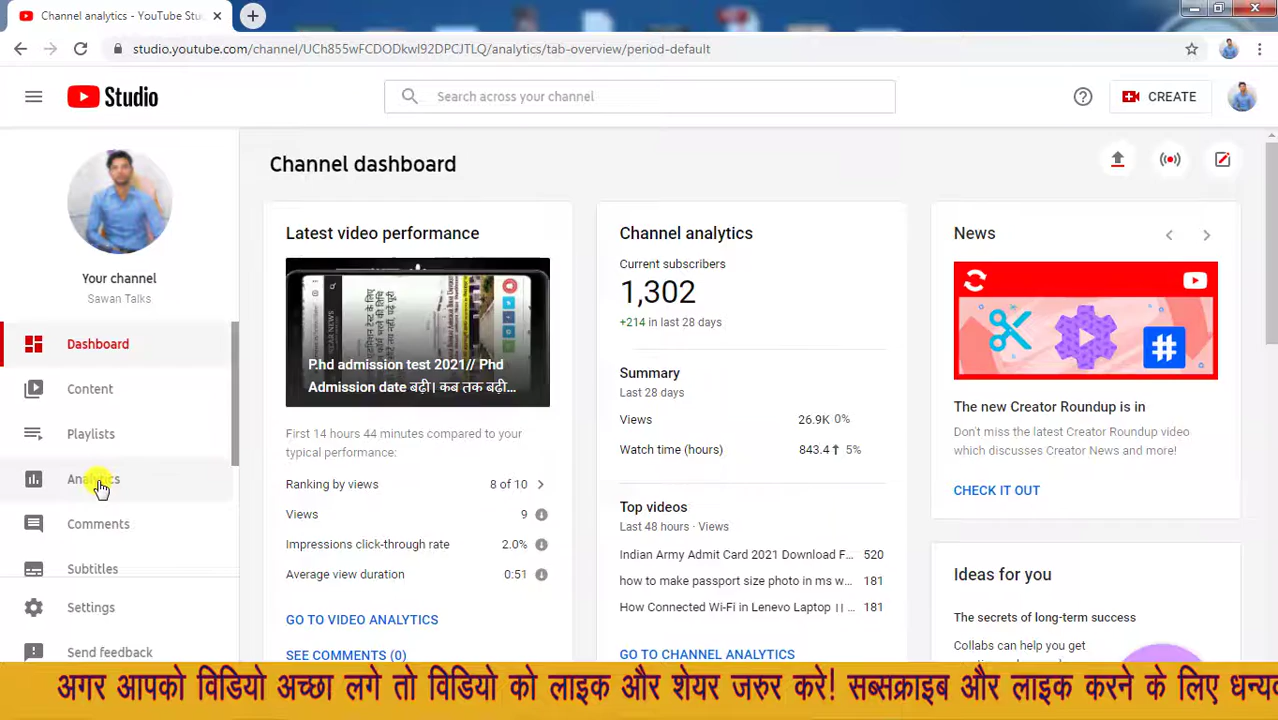 Channel analytics - YouTube Stu
studio.youtube.com/channel/UCh855wFCDODkwl92DPCJTLQ/analytics/tab-overview/period-default
Studio
Search across your channel
CREATE
Your channel
Sawan Talks
Dashboard
Content
Playlists
Analytics
Comments
Subtitles
Settings
Send feedback
Channel dashboard
Latest video performance
P.hd admission test 2021// Phd
Admission date बढ़ी। कब तक बढ़ी...
First 14 hours 44 minutes compared to your
typical performance:
Ranking by views 8 of 10
Views 9
Impressions click-through rate 2.0%
Average view duration 0:51
GO TO VIDEO ANALYTICS
SEE COMMENTS (0)
Channel analytics
Current subscribers
1,302
+214 in last 28 days
Summary
Last 28 days
Views 26.9K 0%
Watch time (hours) 843.4 5%
Top videos
Last 48 hours · Views
Indian Army Admit Card 2021 Download F... 520
how to make passport size photo in ms w... 181
How Connected Wi-Fi in Lenevo Laptop || ... 181
GO TO CHANNEL ANALYTICS
News
#
The new Creator Roundup is in
Don't miss the latest Creator Roundup video
which discusses Creator News and more!
CHECK IT OUT
Ideas for you
The secrets of long-term success
Collabs can help you get
अगर आपको विडियो अच्छा लगे तो विडियो को लाइक और शेयर जरुर करे! सब्सक्राइब और लाइक करने के लिए